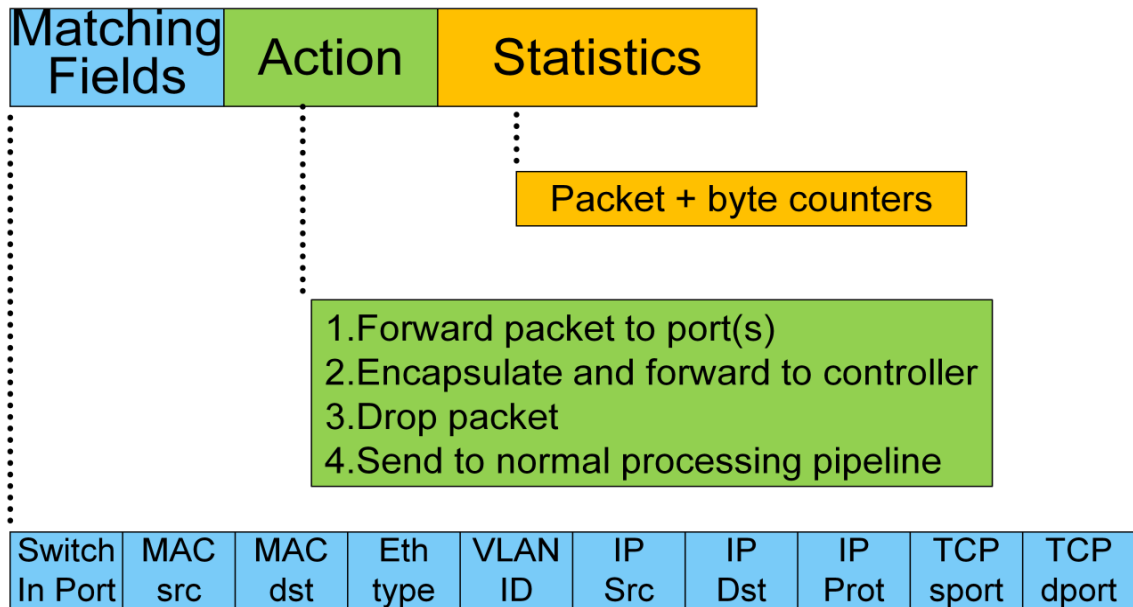 Matching
Fields
Action
Statistics
Packet + byte counters
1.Forward packet to port(s)
2.Encapsulate and forward to controller
3.Drop packet
4.Send to normal processing pipeline
Switch
In Port
MAC
src
MAC
dst
Eth
type
VLAN
ID
IP
Src
IP
Dst
IP
Prot
TCP
sport
TCP
dport